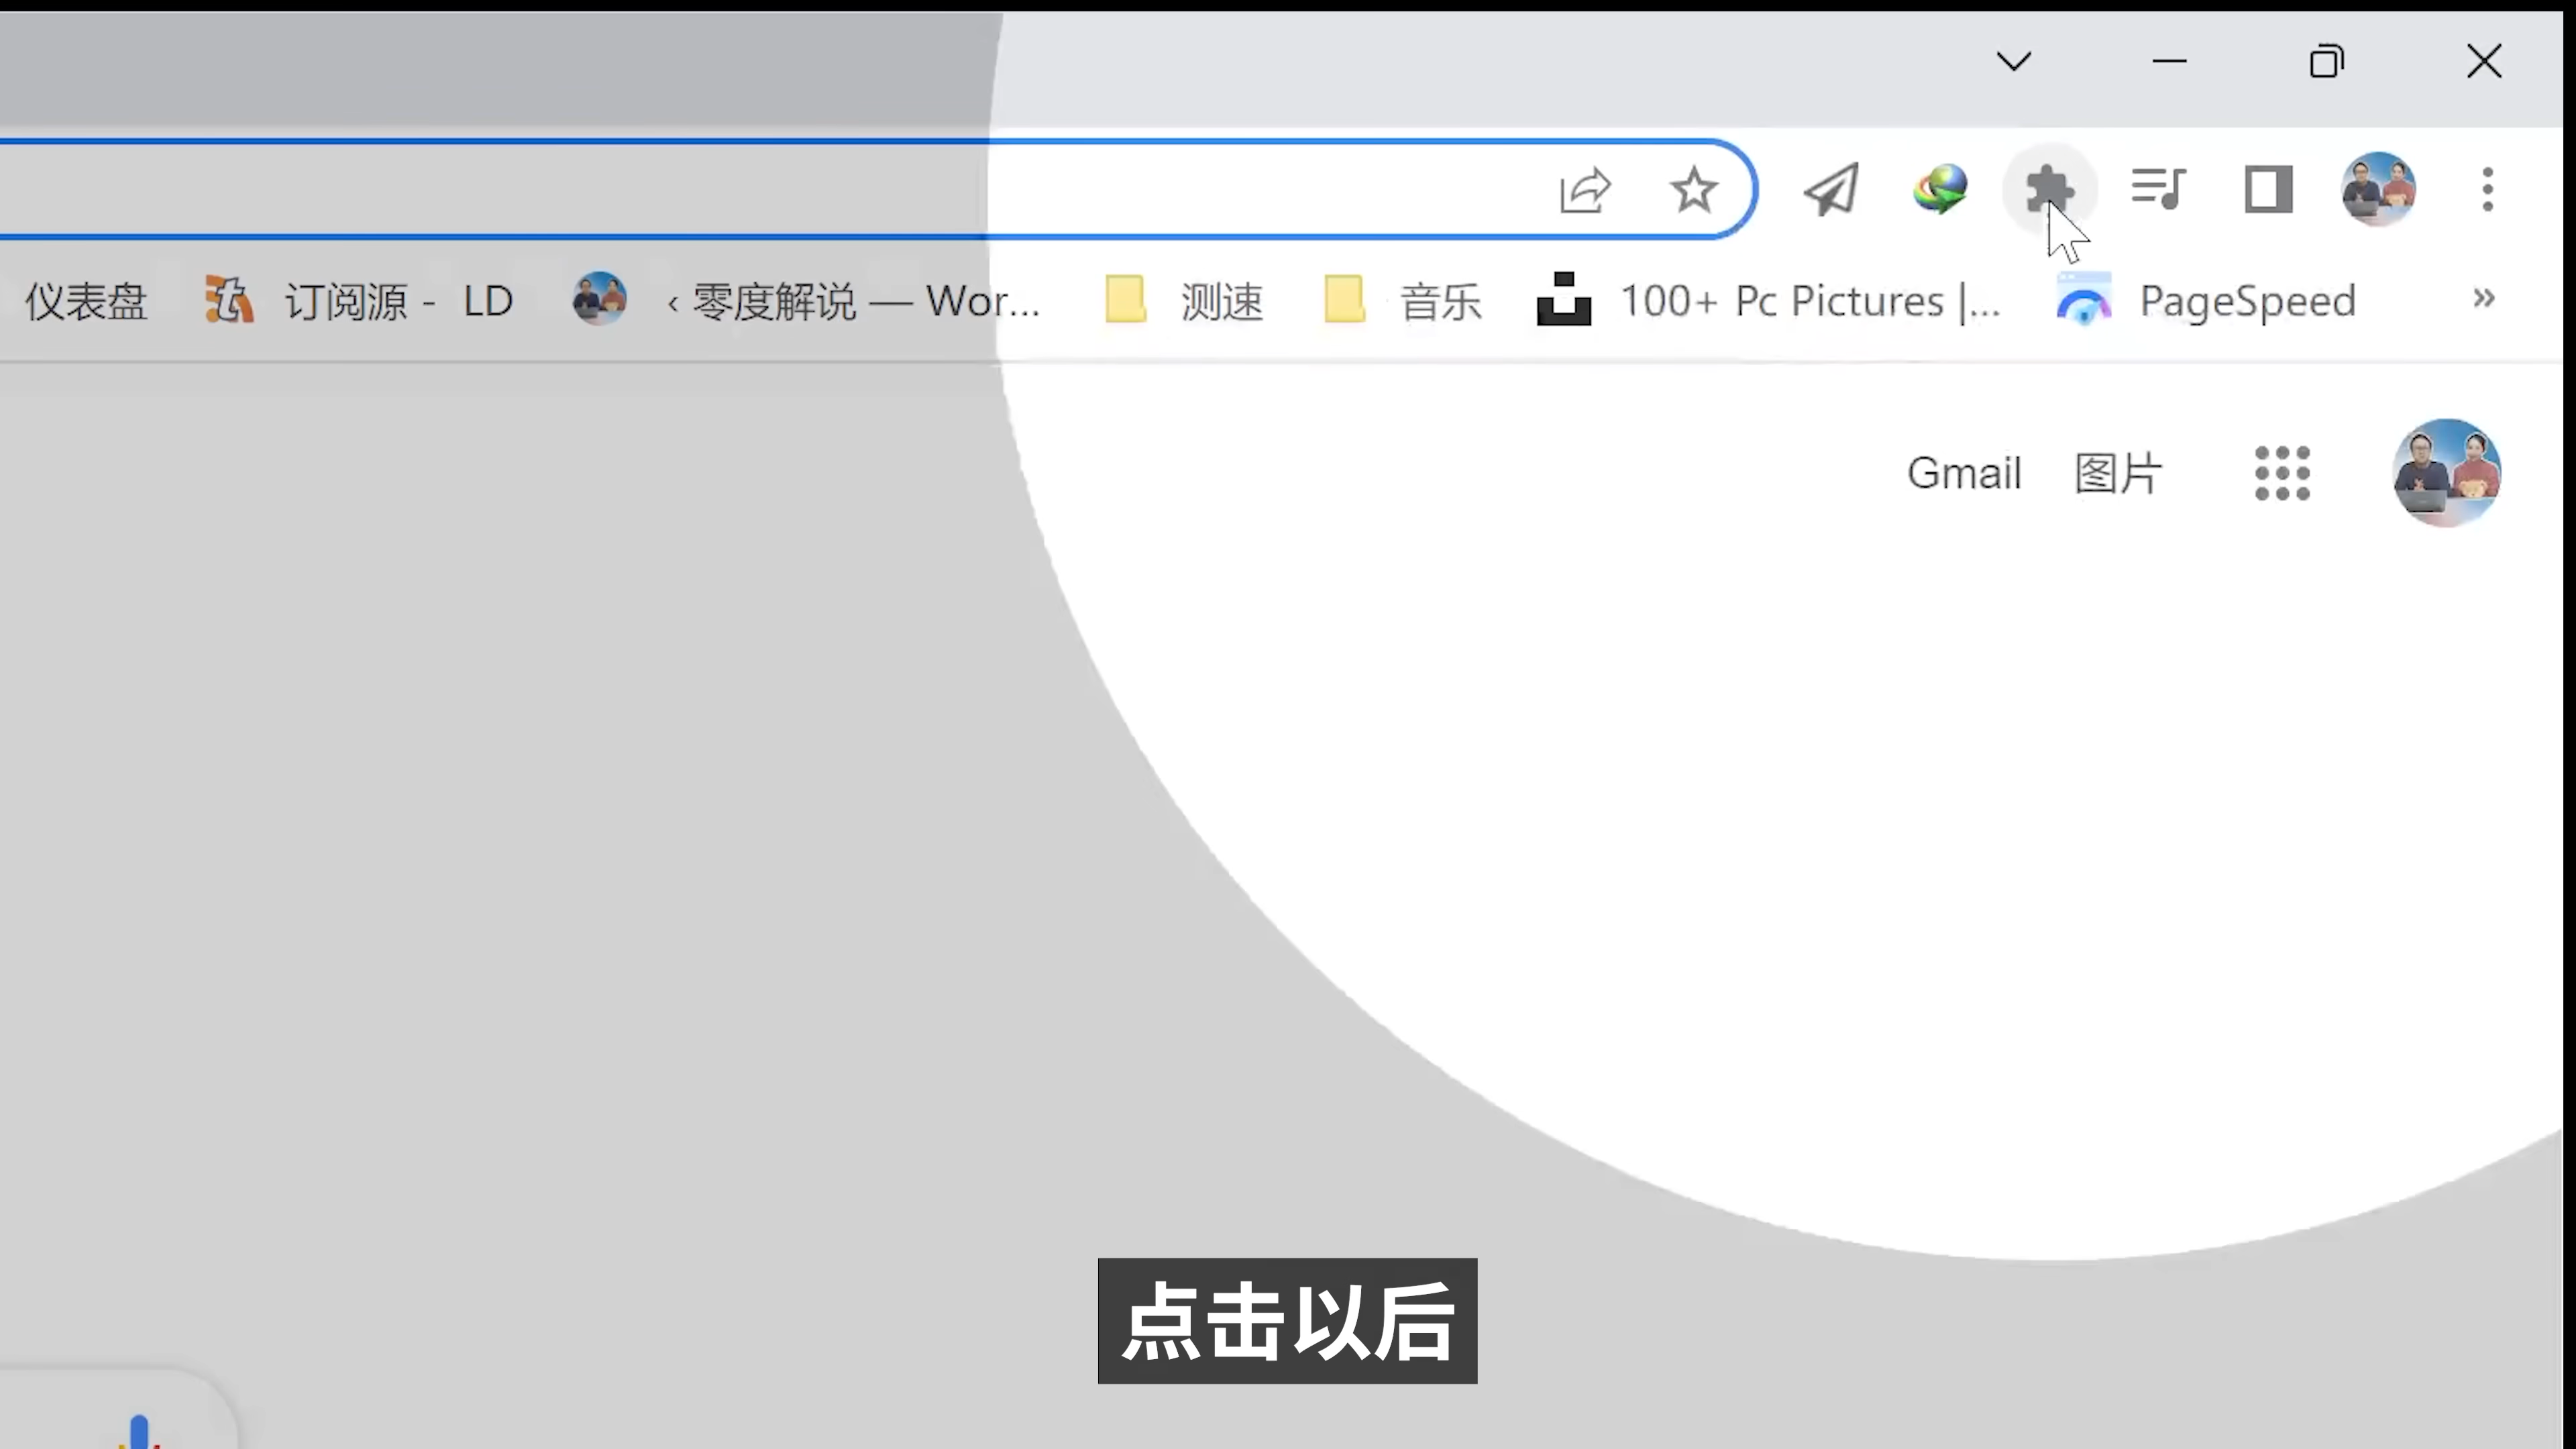 仪表盘 订阅源 - LD ‹ 零度解说 — Wor... 测速 音乐 100+ Pc Pictures |... PageSpeed »
Gmail 图片
点击以后